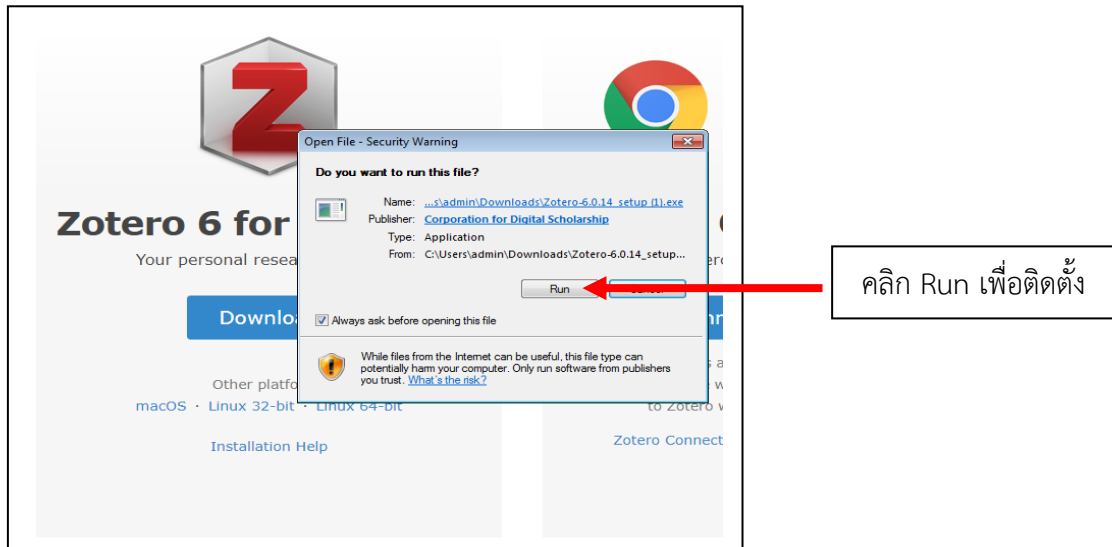 Open File - Security Warning
Do you want to run this file?
Name: ...s\admin\Downloads\Zotero-6.0.14_setup (1).exe
Publisher: Corporation for Digital Scholarship
Type: Application
From: C:\Users\admin\Downloads\Zotero-6.0.14_setup...
Run
Always ask before opening this file
While files from the Internet can be useful, this file type can
potentially harm your computer. Only run software from publishers
you trust. What's the risk?
Zotero 6 for
Your personal resea
Downlo
Other platfo
macOS · Linux 32-bit · Linux 64-bit
to Zotero
Installation Help
Zotero Connect
คลิก Run เพื่อติดตั้ง